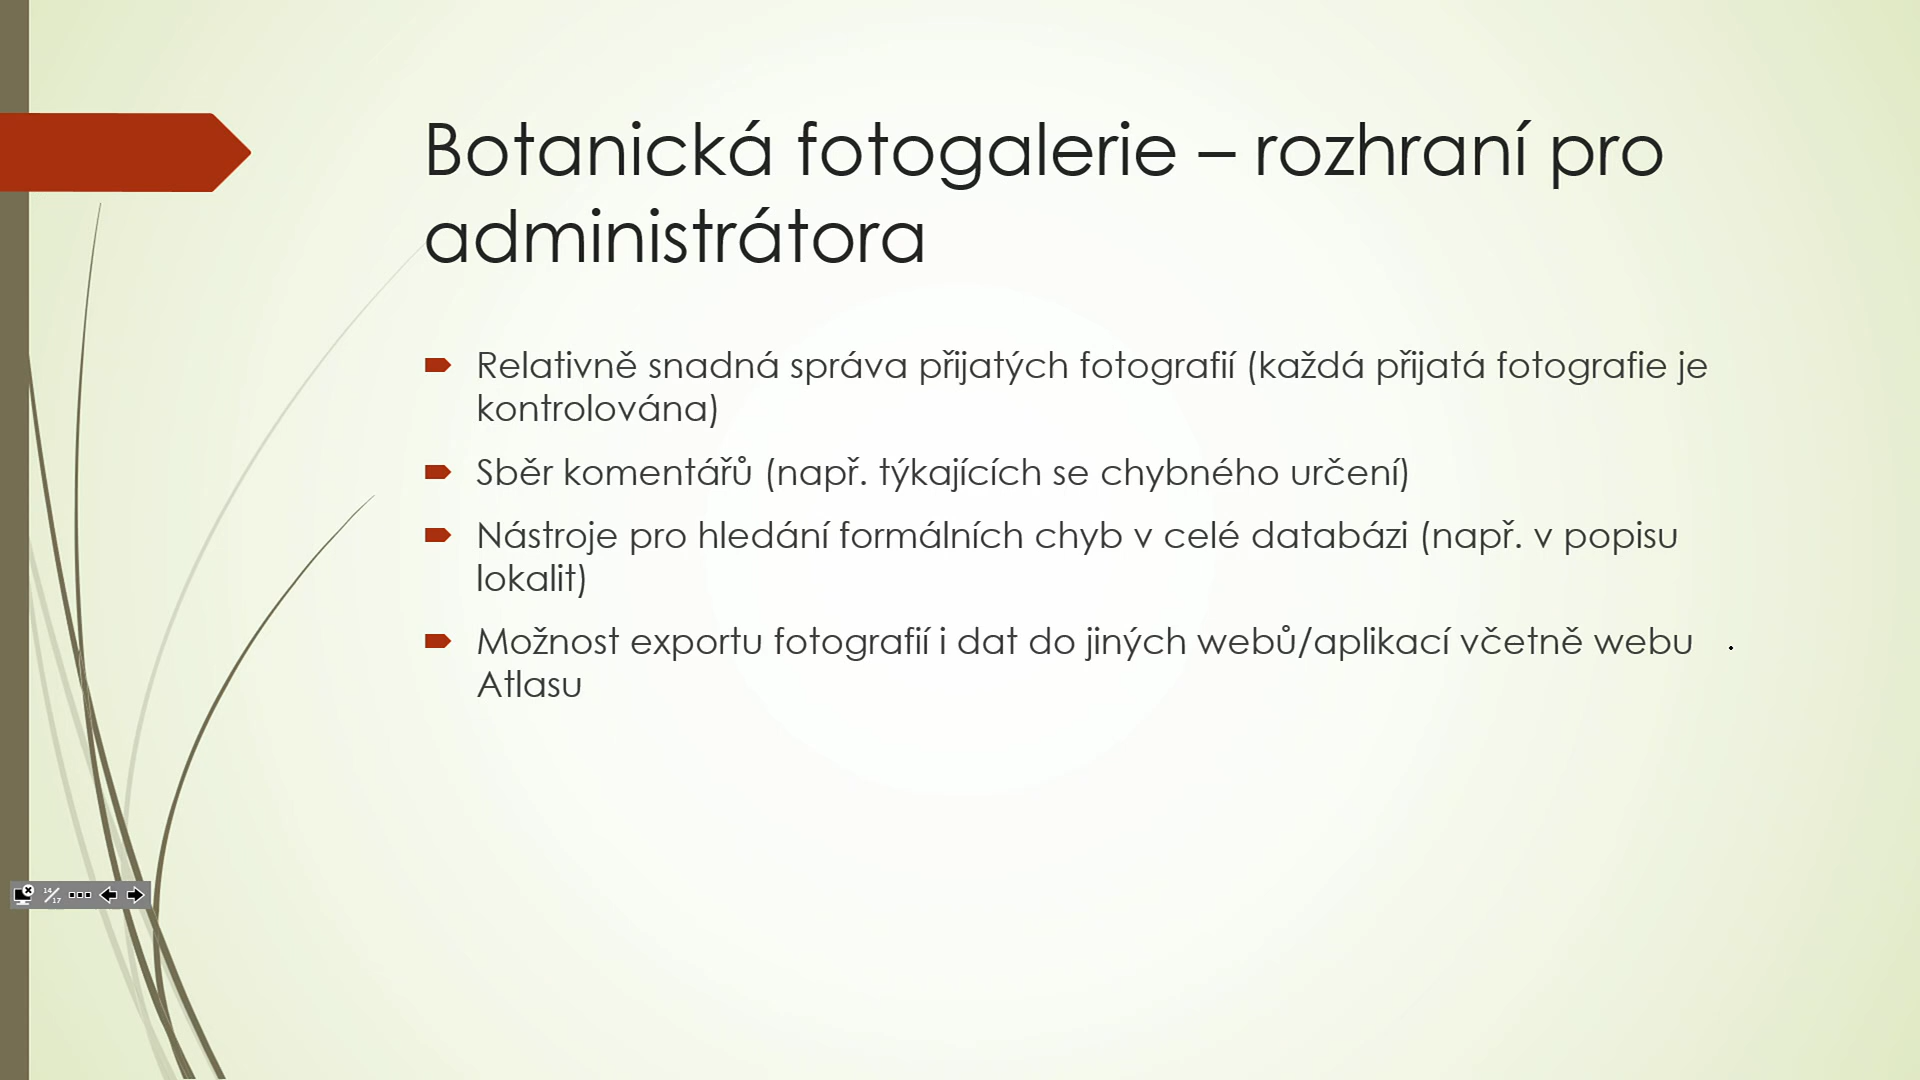 Botanická fotogalerie – rozhraní pro
administrátora
Relativně snadná správa přijatých fotografií (každá přijatá fotografie je
kontrolována)
Sběr komentářů (např. týkajících se chybného určení)
Nástroje pro hledání formálních chyb v celé databázi (např. v popisu
lokalit)
Možnost exportu fotografií i dat do jiných webů/aplikací včetně webu
Atlasu
14/17